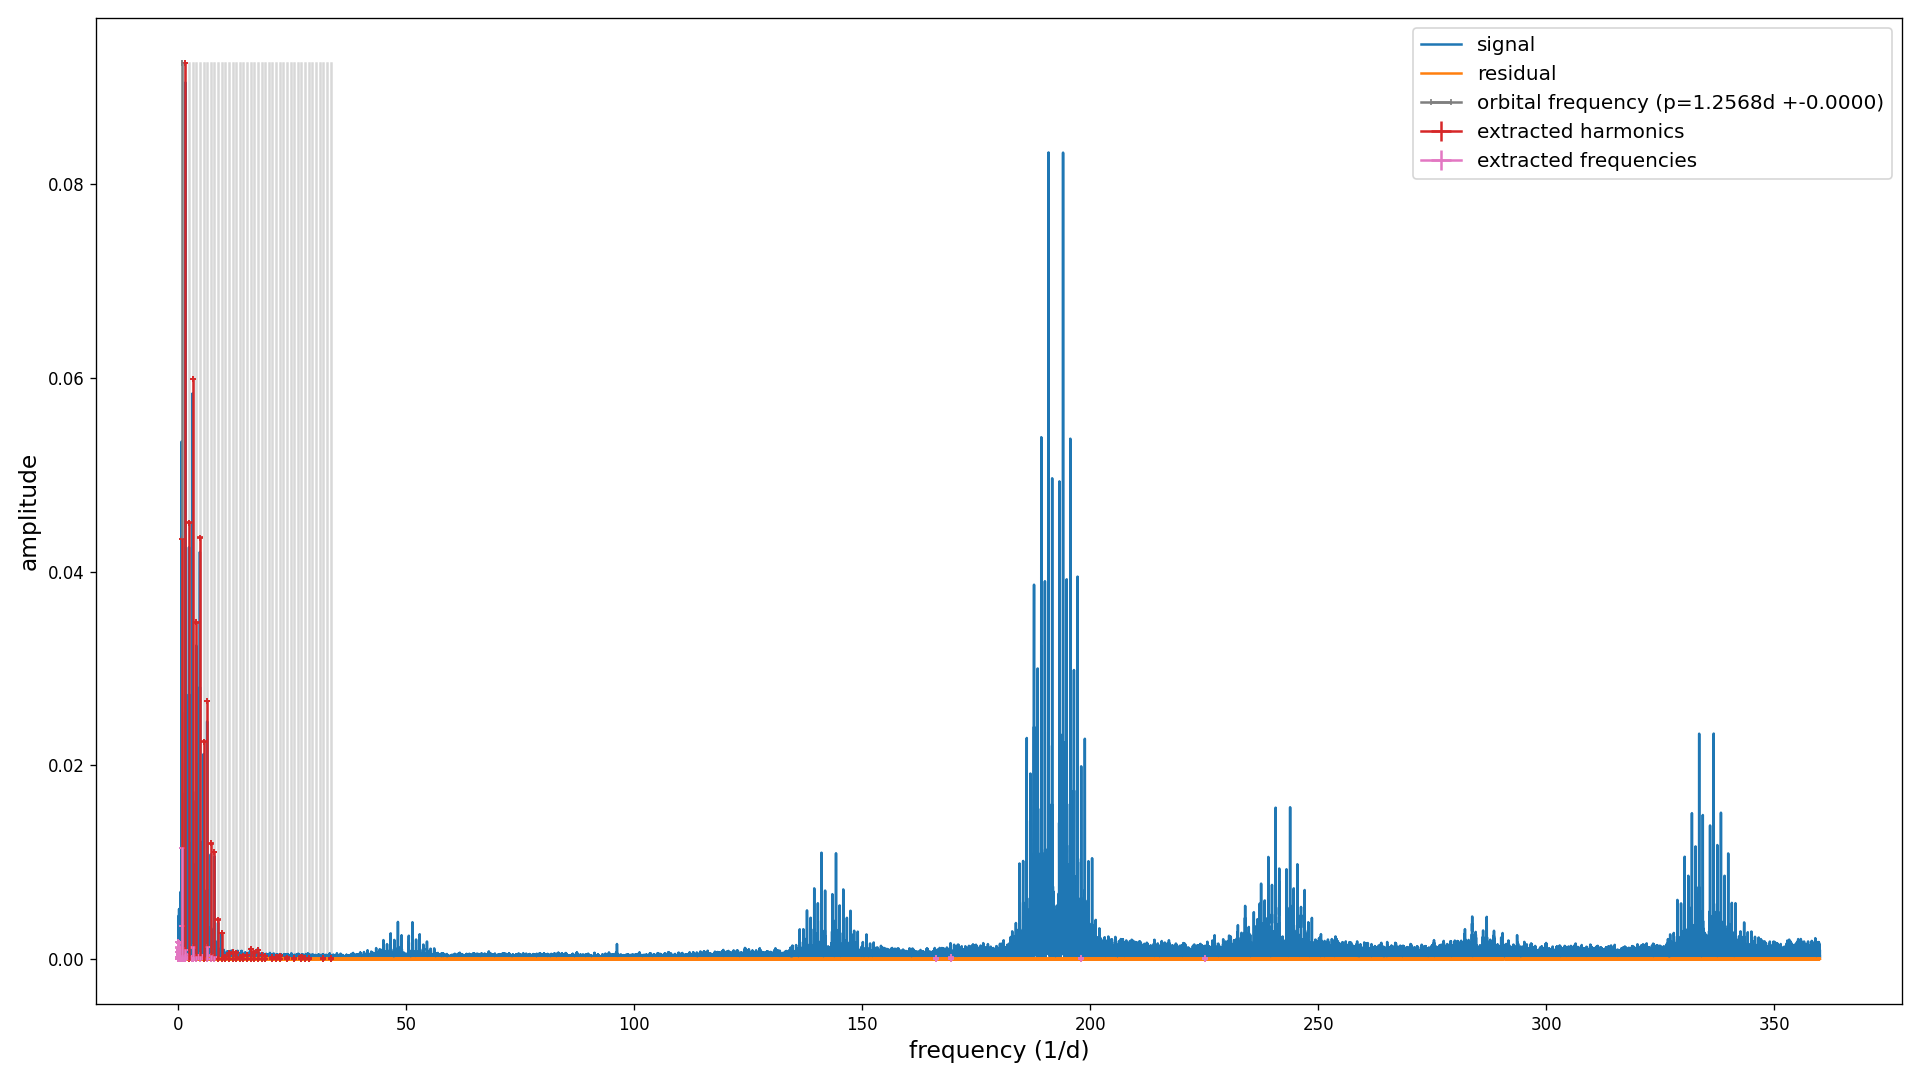 signal
residual
orbital frequency (p=1.2568d +-0.0000)
extracted harmonics
extracted frequencies
amplitude
0.08
0.06
0.04
0.02
0.00
0 50 100 150 200 250 300 350
frequency (1/d)